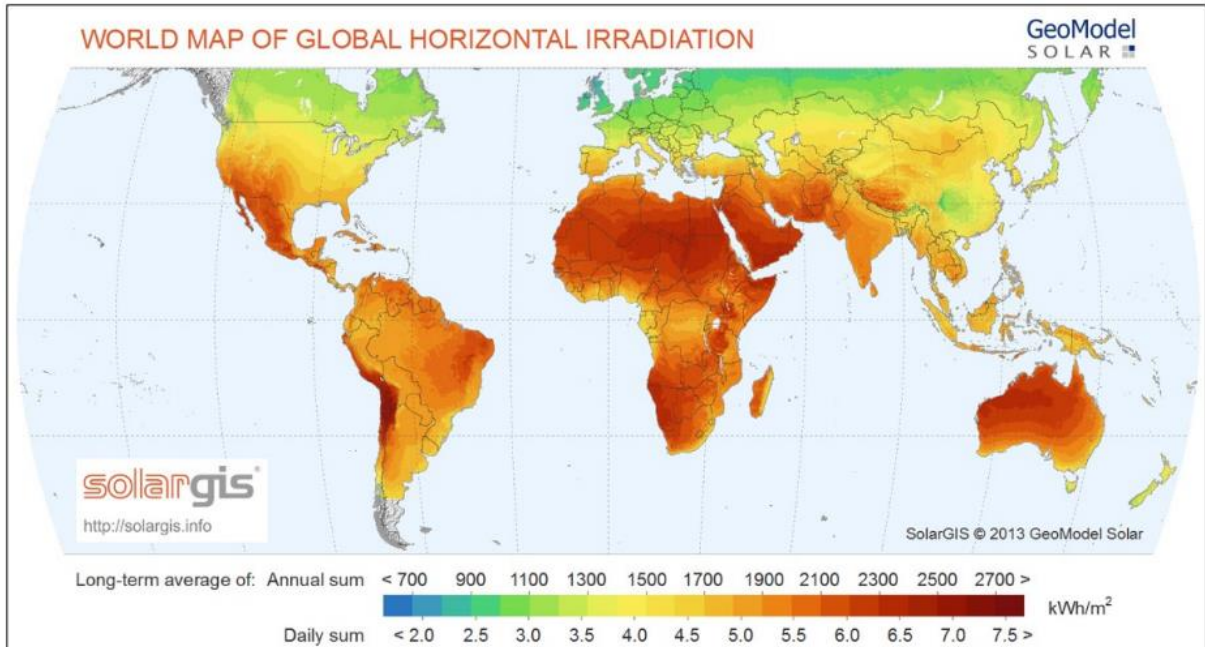 WORLD MAP OF GLOBAL HORIZONTAL IRRADIATION
GeoModel
SOLAR
solargis
http://solargis.info
SolarGIS © 2013 GeoModel Solar
Long-term average of: Annual sum < 700 900 1100 1300 1500 1700 1900 2100 2300 2500 2700 >
kWh/m²
Daily sum < 2.0 2.5 3.0 3.5 4.0 4.5 5.0 5.5 6.0 6.5 7.0 7.5 >